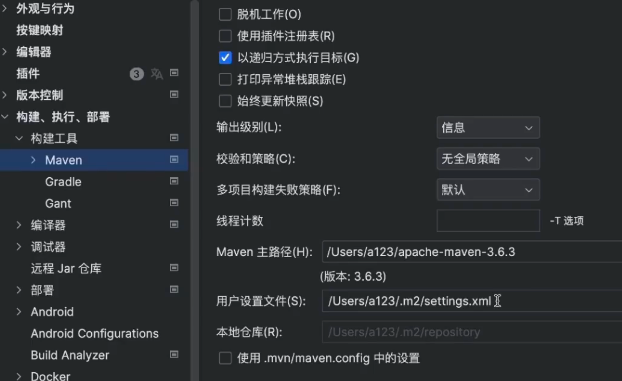 外观与行为
按键映射
编辑器
插件 3
版本控制
构建、执行、部署
构建工具
Maven
Gradle
Gant
编译器
调试器
远程 Jar 仓库
部署
Android
Android Configurations
Build Analyzer
Docker
脱机工作(O)
使用插件注册表(R)
以递归方式执行目标(G)
打印异常堆栈跟踪(E)
始终更新快照(S)
输出级别(L): 信息
校验和策略(C): 无全局策略
多项目构建失败策略(F): 默认
线程计数 -T 选项
Maven 主路径(H): /Users/a123/apache-maven-3.6.3
(版本: 3.6.3)
用户设置文件(S): /Users/a123/.m2/settings.xml
本地仓库(R): /Users/a123/.m2/repository
使用 .mvn/maven.config 中的设置